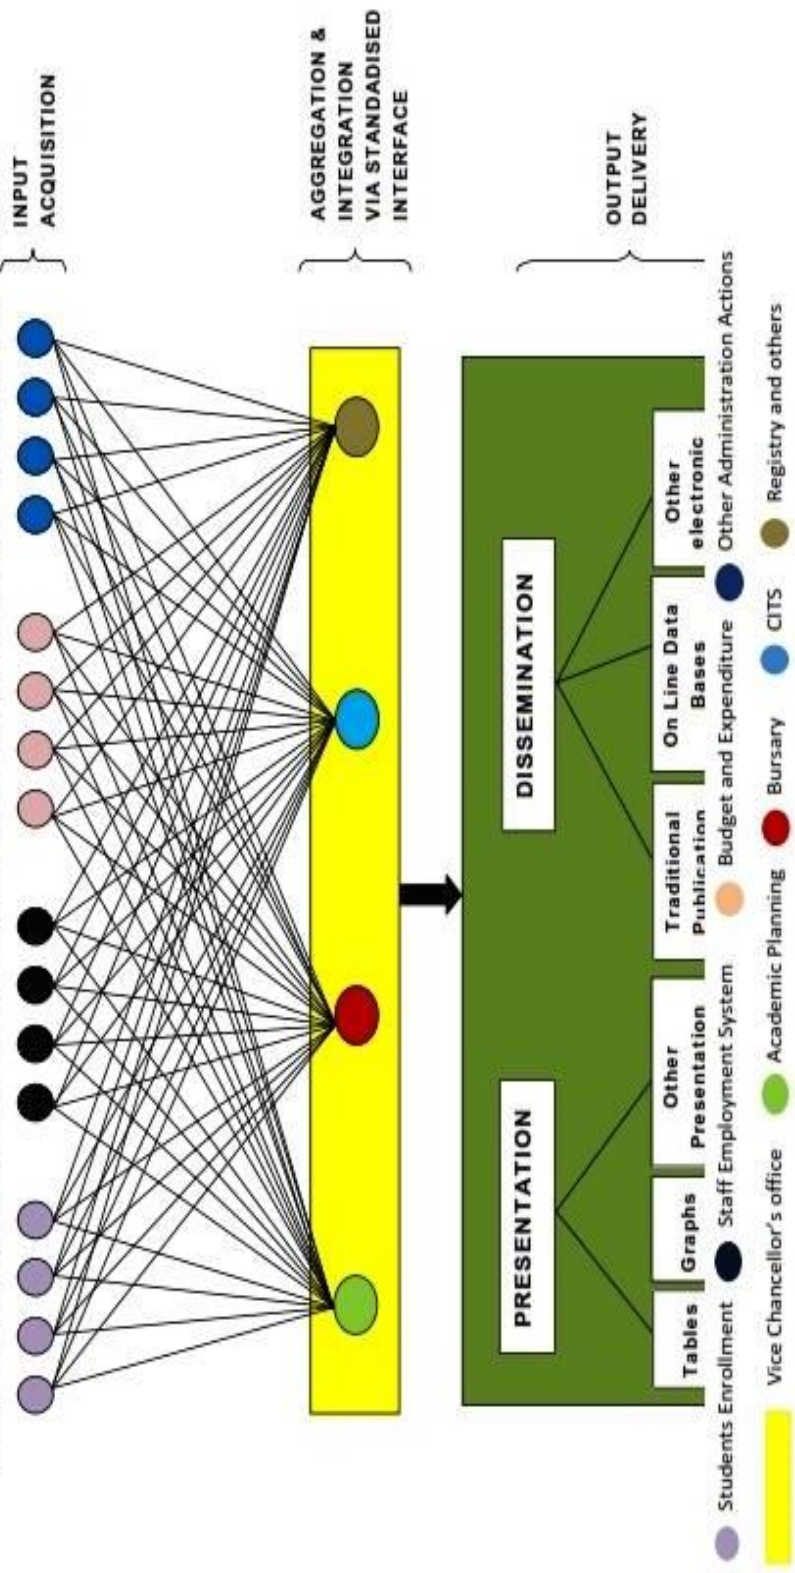 INPUT
ACQUISITION
AGGREGATION &
INTEGRATION
VIA STANDADISED
INTERFACE
PRESENTATION
DISSEMINATION
OUTPUT
DELIVERY
Tables
Graphs
Other
Presentation
Traditional
Publication
On Line Data
Bases
Other
electronic
Students Enrollment
Staff Employment System
Budget and Expenditure
Other Administration Actions
Vice Chancellor's office
Academic Planning
Bursary
CITS
Registry and others